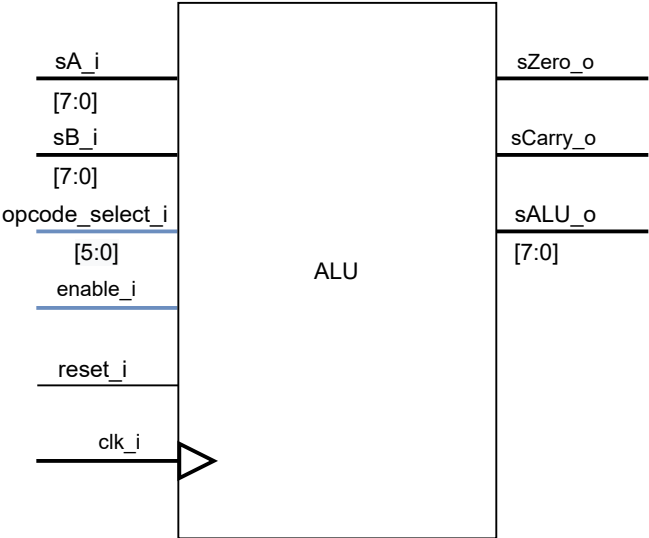 sA_i
[7:0]
sB_i
[7:0]
opcode_select_i
[5:0]
enable_i
reset_i
clk_i
ALU
sZero_o
sCarry_o
sALU_o
[7:0]